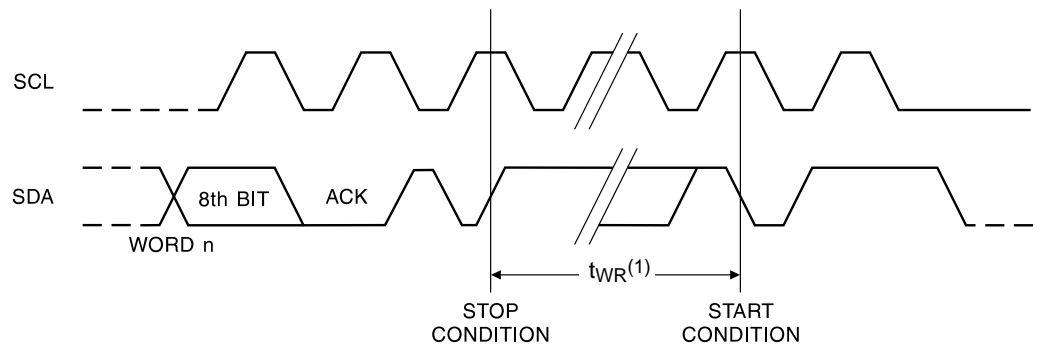 SCL
SDA
8th BIT
ACK
WORD n
tWR(1)
STOP
CONDITION
START
CONDITION